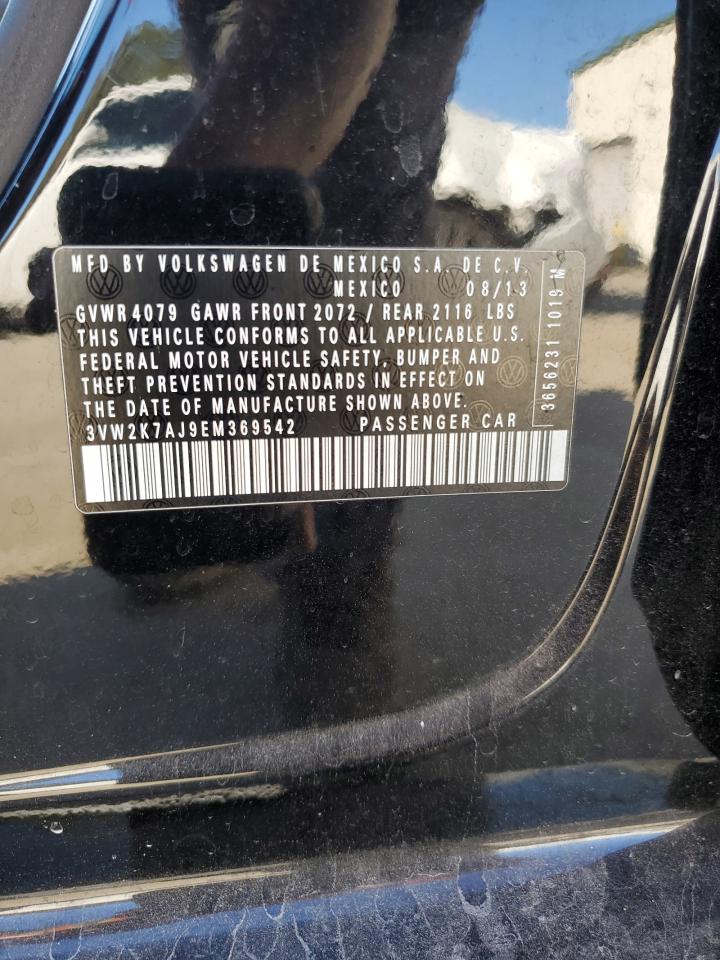 MFD BY VOLKSWAGEN DE MEXICO S.A. DE C.V.
MEXICO 08/13
GVWR 4079 GAWR FRONT 2072 / REAR 2116 LBS
THIS VEHICLE CONFORMS TO ALL APPLICABLE U.S.
FEDERAL MOTOR VEHICLE SAFETY, BUMPER AND
THEFT PREVENTION STANDARDS IN EFFECT ON
THE DATE OF MANUFACTURE SHOWN ABOVE.
3VW2K7AJ9EM369542 PASSENGER CAR
3656231 1019 M